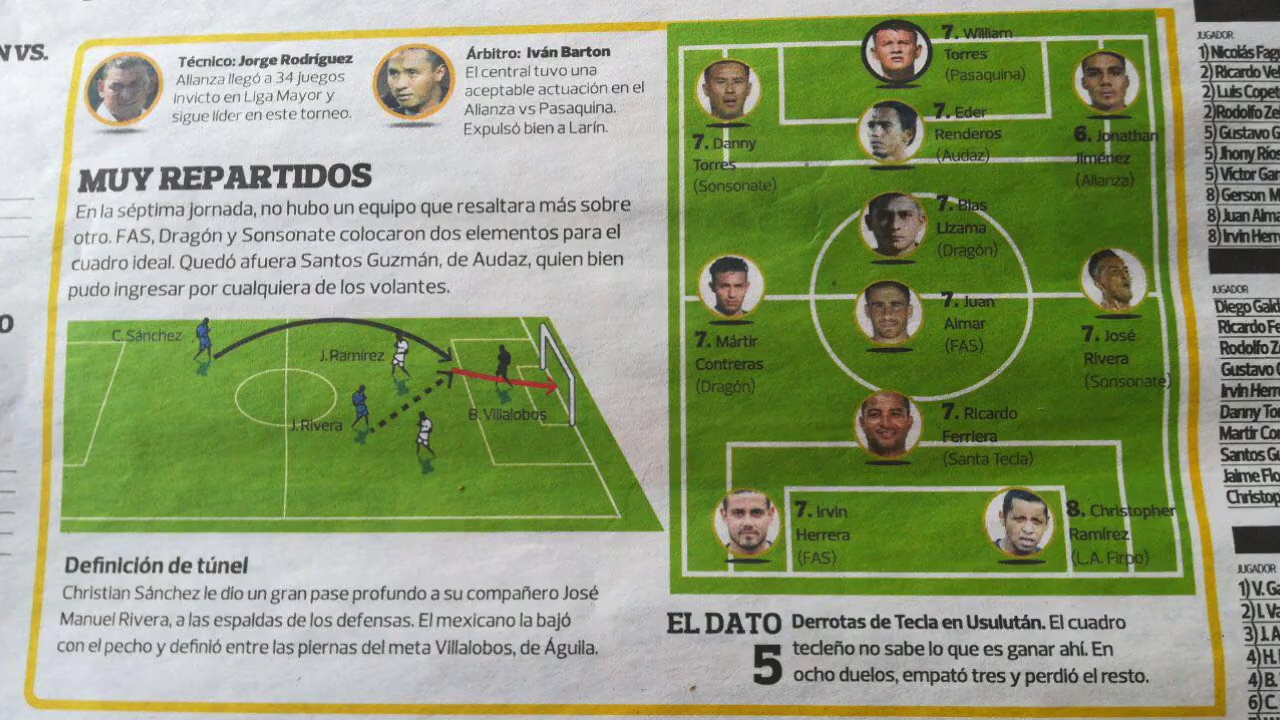 N VS.
Técnico: Jorge Rodríguez
Alianza llegó a 34 juegos
invicto en Liga Mayor y
sigue líder en este torneo.
Árbitro: Iván Barton
El central tuvo una
aceptable actuación en el
Alianza vs Pasaquina.
Expulsó bien a Larín.
MUY REPARTIDOS
En la séptima jornada, no hubo un equipo que resaltara más sobre
otro. FAS, Dragón y Sonsonate colocaron dos elementos para el
cuadro ideal. Quedó afuera Santos Guzmán, de Audaz, quien bien
pudo ingresar por cualquiera de los volantes.
C. Sánchez
J. Ramírez
J. Rivera
B. Villalobos
Definición de túnel
Christian Sánchez le dio un gran pase profundo a su compañero José
Manuel Rivera, a las espaldas de los defensas. El mexicano la bajó
con el pecho y definió entre las piernas del meta Villalobos, de Águila.
7. William
Torres
(Pasaquina)
7. Danny
Torres
(Sonsonate)
7. Eder
Renderos
(Audaz)
6. Jonathan
Jiménez
(Alianza)
7. Blas
Lizama
(Dragón)
7. Mártir
Contreras
(Dragón)
7. Juan
Aimar
(FAS)
7. José
Rivera
(Sonsonate)
7. Ricardo
Ferriera
(Santa Tecla)
7. Irvin
Herrera
(FAS)
8. Christopher
Ramírez
(L.A. Firpo)
EL DATO
5
Derrotas de Tecla en Usulután. El cuadro
tecleño no sabe lo que es ganar ahí. En
ocho duelos, empató tres y perdió el resto.
JUGADOR
1) Nicolás
2) Ricardo
2) Luis
2) Rodolfo
5) Gustavo
5) Jhony Ríos
5) Víctor
8) Gerson
8) Juan
8) Irvin
JUGADOR
Diego
Ricardo
Rodolfo
Gustavo
Irvin
Danny
Martir
Santos
Jaime
JUGADOR
1) V.
2) I.
3) J.
4) H.
4) B.
6) C